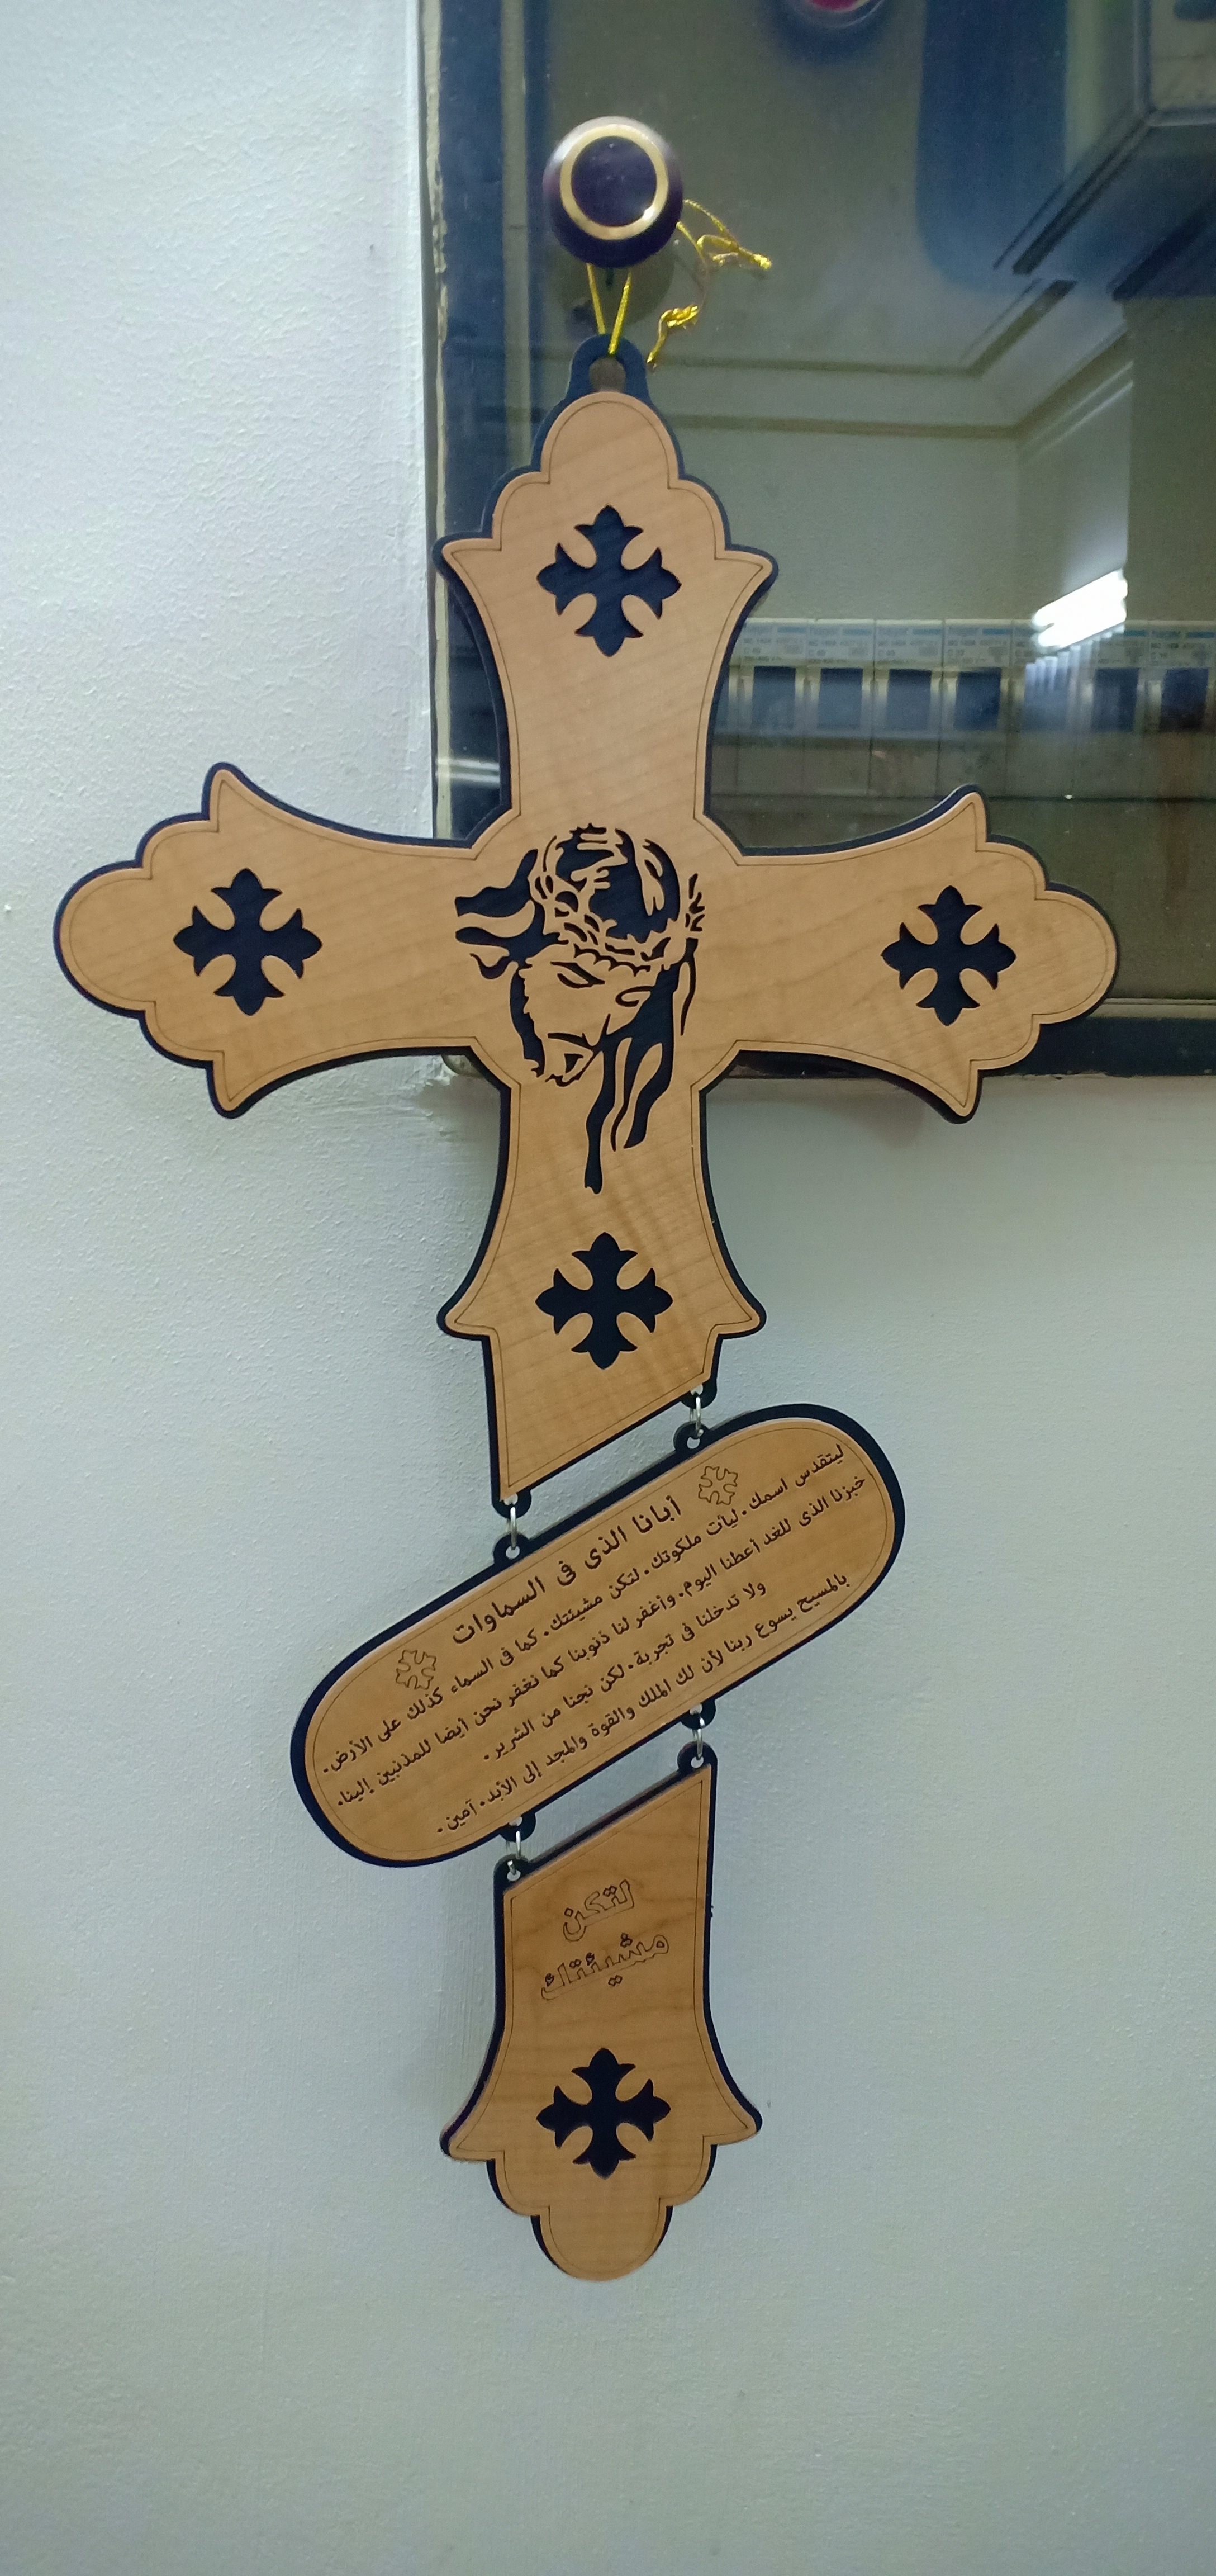 أبانا الذى فى السماوات
ليتقدس اسمك. ليأت ملكوتك. لتكن مشيئتك. كما فى السماء كذلك على الأرض.
خبزنا الذى للغد أعطنا اليوم. وأغفر لنا ذنوبنا كما نغفر نحن أيضا للمذنبين إلينا.
ولا تدخلنا فى تجربة. لكن نجنا من الشرير.
بالمسيح يسوع ربنا لأن لك الملك والقوة والمجد إلى الأبد. آمين.
لتكن
مشيئتك